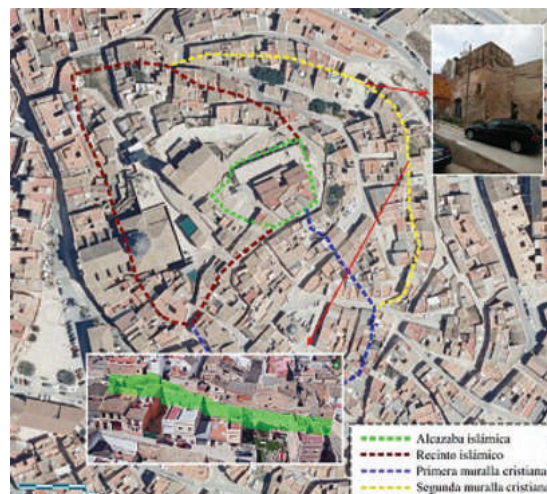 Alcazaba islámica
Recinto islámico
Primera muralla cristiana
Segunda muralla cristiana